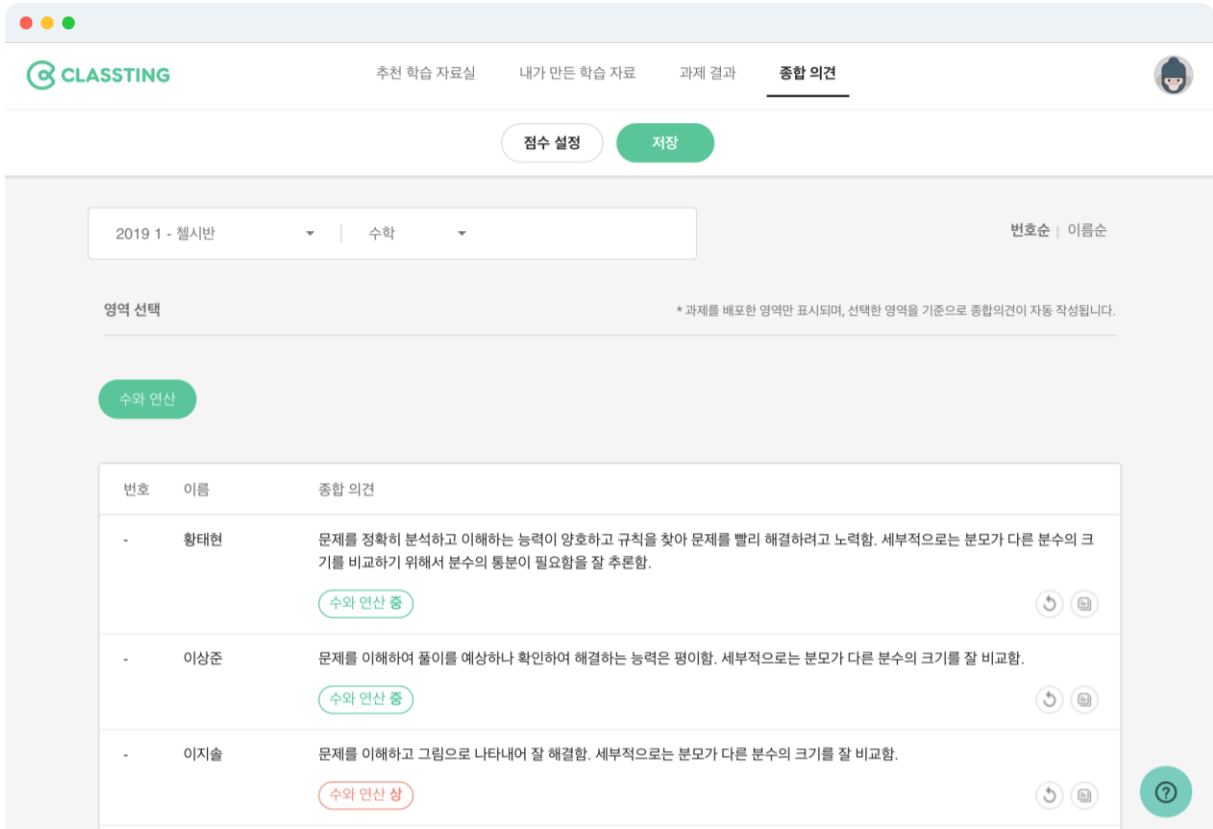 CLASSTING
추천 학습 자료실 내가 만든 학습 자료 과제 결과 종합 의견
점수 설정 저장
2019 1 - 첼시반 | 수학
번호순 | 이름순
영역 선택
* 과제를 배포한 영역만 표시되며, 선택한 영역을 기준으로 종합의견이 자동 작성됩니다.
수와 연산
번호 이름 종합 의견
- 황태현 문제를 정확히 분석하고 이해하는 능력이 양호하고 규칙을 찾아 문제를 빨리 해결하려고 노력함. 세부적으로는 분모가 다른 분수의 크
기를 비교하기 위해서 분수의 통분이 필요함을 잘 추론함.
수와 연산 중
- 이상준 문제를 이해하여 풀이를 예상하나 확인하여 해결하는 능력은 평이함. 세부적으로는 분모가 다른 분수의 크기를 잘 비교함.
수와 연산 중
- 이지솔 문제를 이해하고 그림으로 나타내어 잘 해결함. 세부적으로는 분모가 다른 분수의 크기를 잘 비교함.
수와 연산 상
?